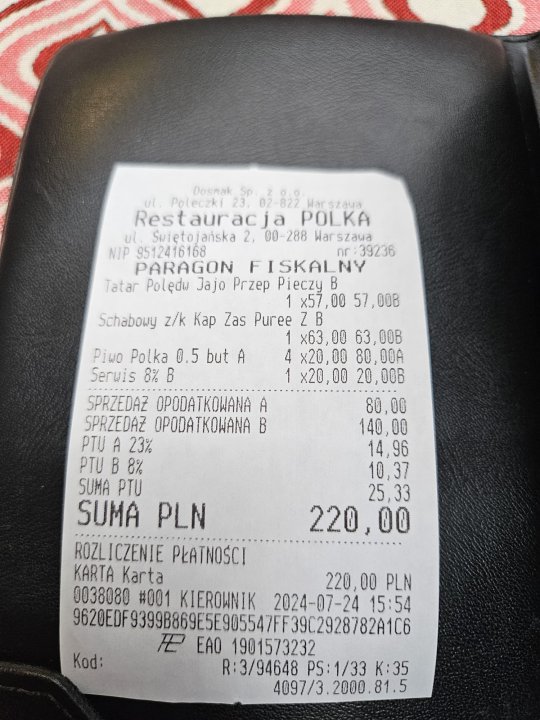 Dosmak Sp. z o.o.
ul. Poleczki 23, 02-822 Warszawa
Restauracja POLKA
ul. Świętojańska 2, 00-288 Warszawa
NIP 9512416168 nr:39236
PARAGON FISKALNY
Tatar Polędw Jajo Przep Pieczy B
1 x57,00 57,00B
Schabowy z/k Kap Zas Puree Z B
1 x63,00 63,00B
Piwo Polka 0.5 but A 4 x20,00 80,00A
Serwis 8% B 1 x20,00 20,00B
SPRZEDAŻ OPODATKOWANA A 80,00
SPRZEDAŻ OPODATKOWANA B 140,00
PTU A 23% 14,96
PTU B 8% 10,37
SUMA PTU 25,33
SUMA PLN 220,00
ROZLICZENIE PŁATNOŚCI
KARTA Karta 220,00 PLN
0038080 #001 KIEROWNIK 2024-07-24 15:54
9620EDF9399B869E5E905547FF39C2928782A1C6
EAO 1901573232
Kod: R:3/94648 PS:1/33 K:35
4097/3.2000.81.5